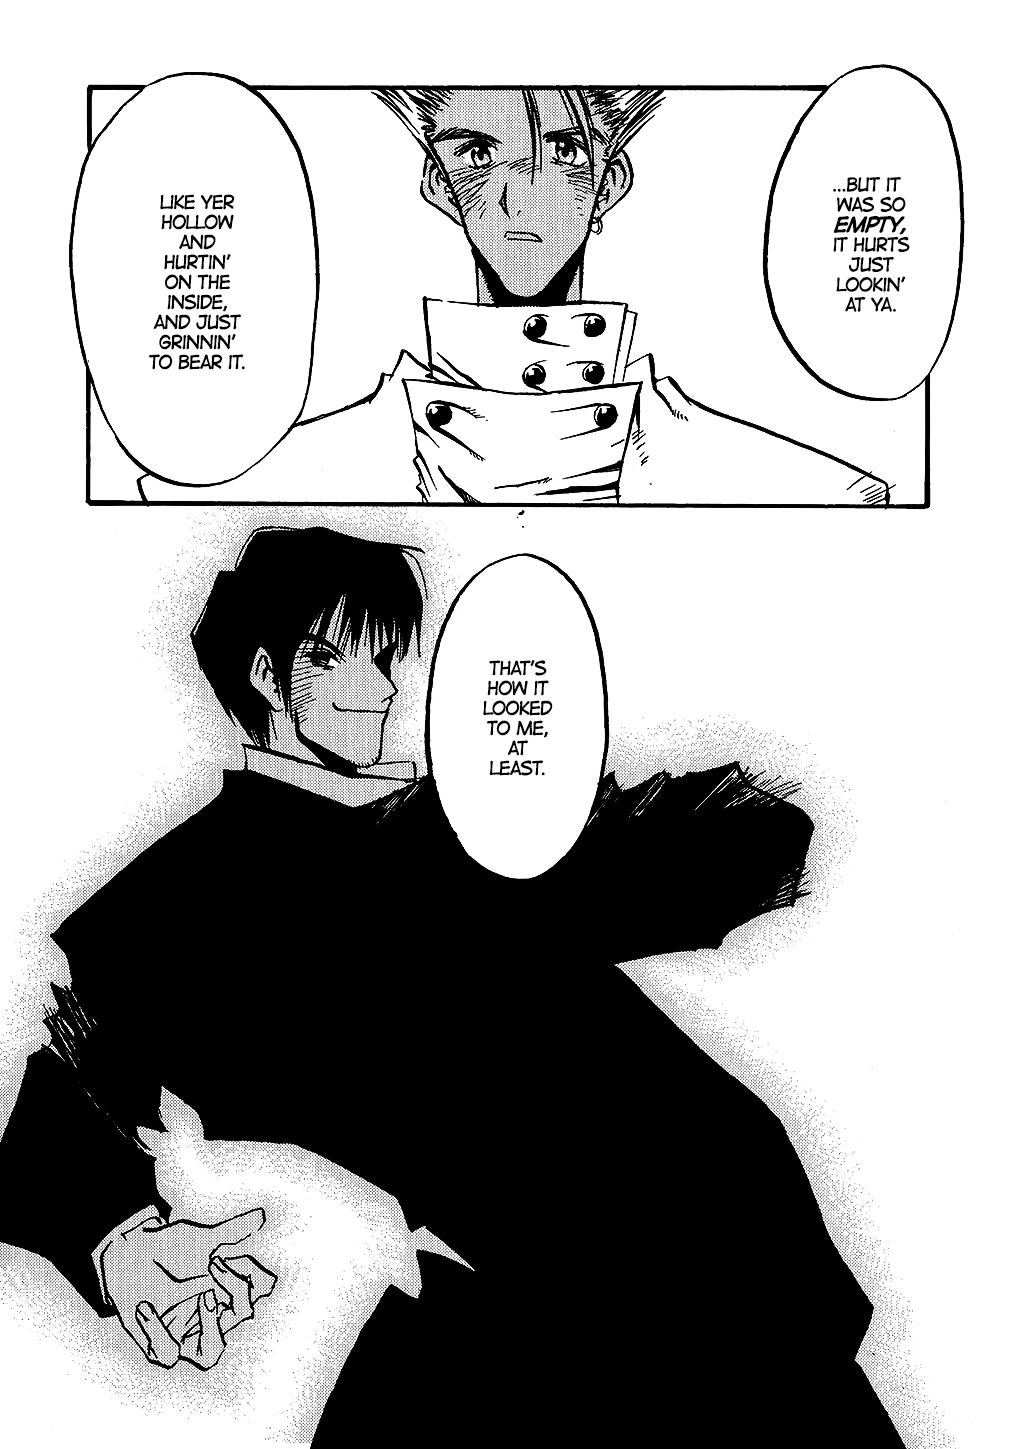 ...BUT IT
WAS SO
EMPTY,
IT HURTS
JUST
LOOKIN'
AT YA.
LIKE YER
HOLLOW
AND
HURTIN'
ON THE
INSIDE,
AND JUST
GRINNIN'
TO BEAR IT.
THAT'S
HOW IT
LOOKED
TO ME,
AT
LEAST.